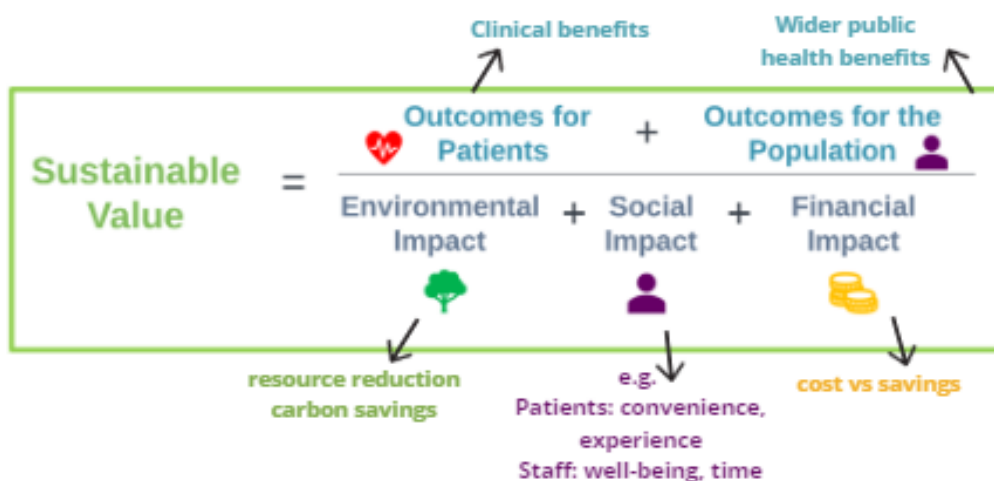 Clinical benefits
Wider public
health benefits
Sustainable
Value
=
Outcomes for
Patients
+
Outcomes for the
Population
Environmental
Impact
+
Social
Impact
+
Financial
Impact
resource reduction
carbon savings
e.g.
Patients: convenience,
experience
Staff: well-being, time
cost vs savings